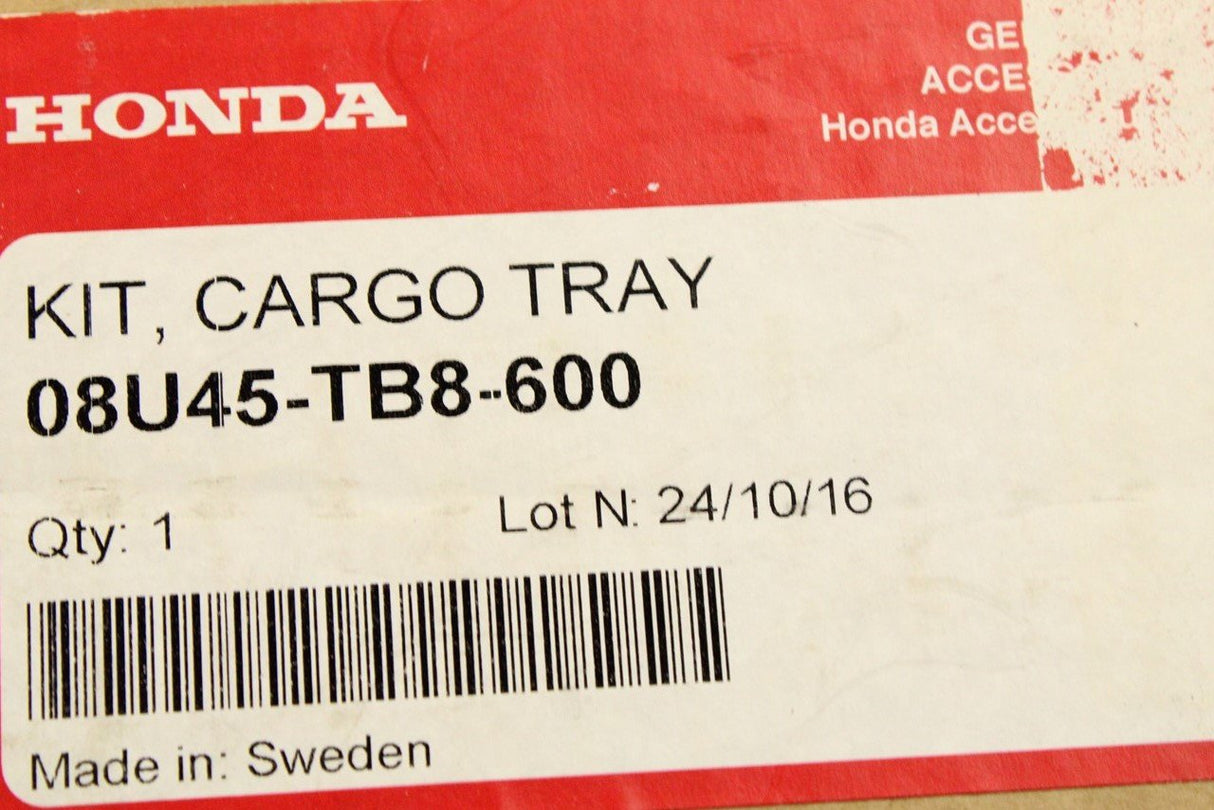 HONDA
GE
ACCE
Honda Acce
KIT, CARGO TRAY
08U45-TB8-600
Qty: 1
Lot N: 24/10/16
Made in: Sweden